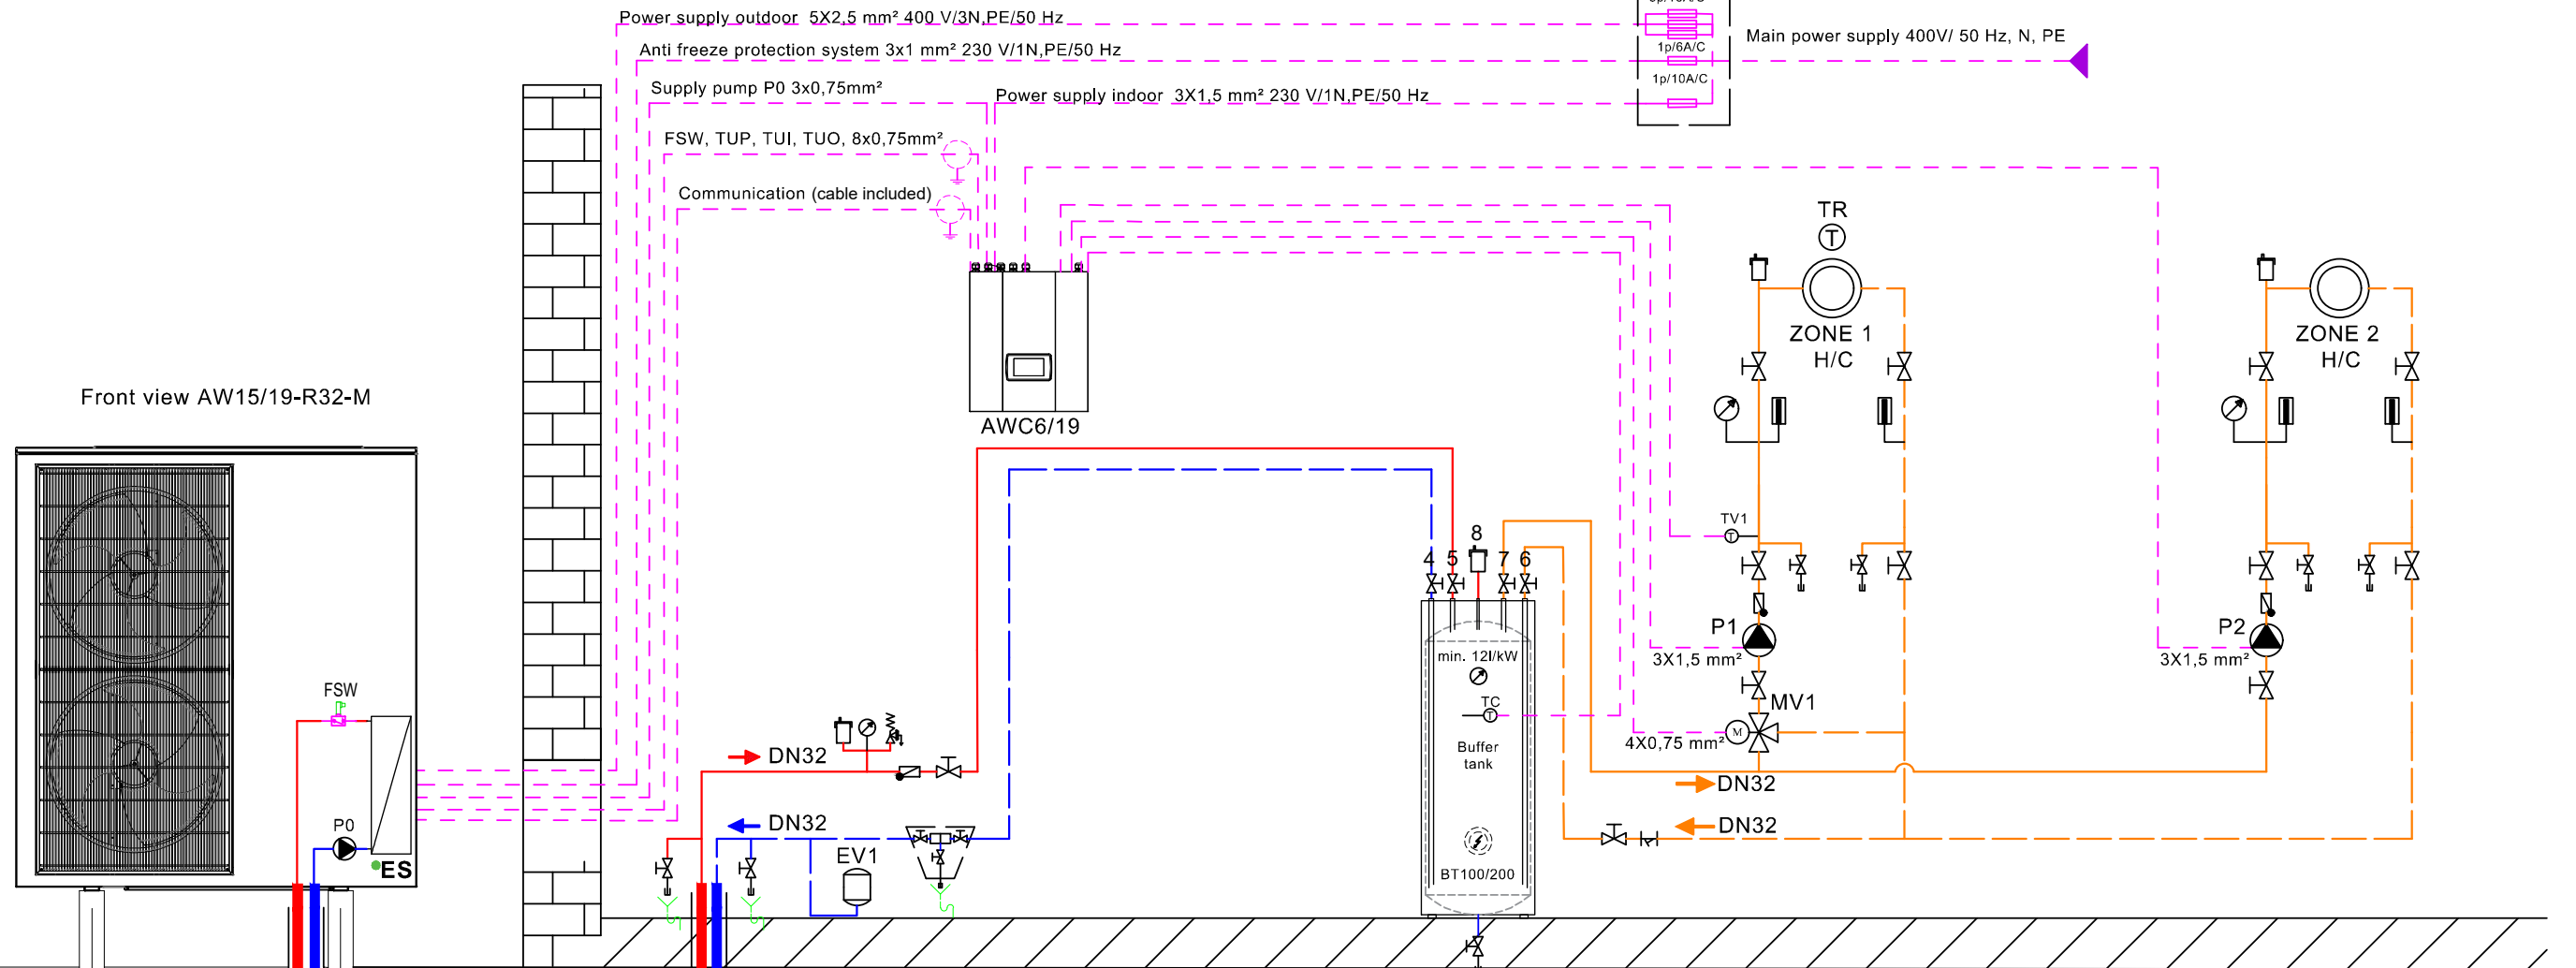 Power supply outdoor 5X2,5 mm² 400 V/3N,PE/50 Hz
Anti freeze protection system 3x1 mm² 230 V/1N,PE/50 Hz
1p/6A/C
Main power supply 400V/ 50 Hz, N, PE
1p/10A/C
Supply pump P0 3x0,75mm²
Power supply indoor 3X1,5 mm² 230 V/1N,PE/50 Hz
FSW, TUP, TUI, TUO, 8x0,75mm²
Communication (cable included)
TR
T
ZONE 1
H/C
ZONE 2
H/C
Front view AW15/19-R32-M
AWC6/19
TV1
T
8
4 5 7 6
P1
3X1,5 mm²
P2
3X1,5 mm²
min. 12l/kW
TC
T
MV1
M
4X0,75 mm²
FSW
DN32
Buffer
tank
DN32
P0
DN32
DN32
EV1
ES
BT100/200